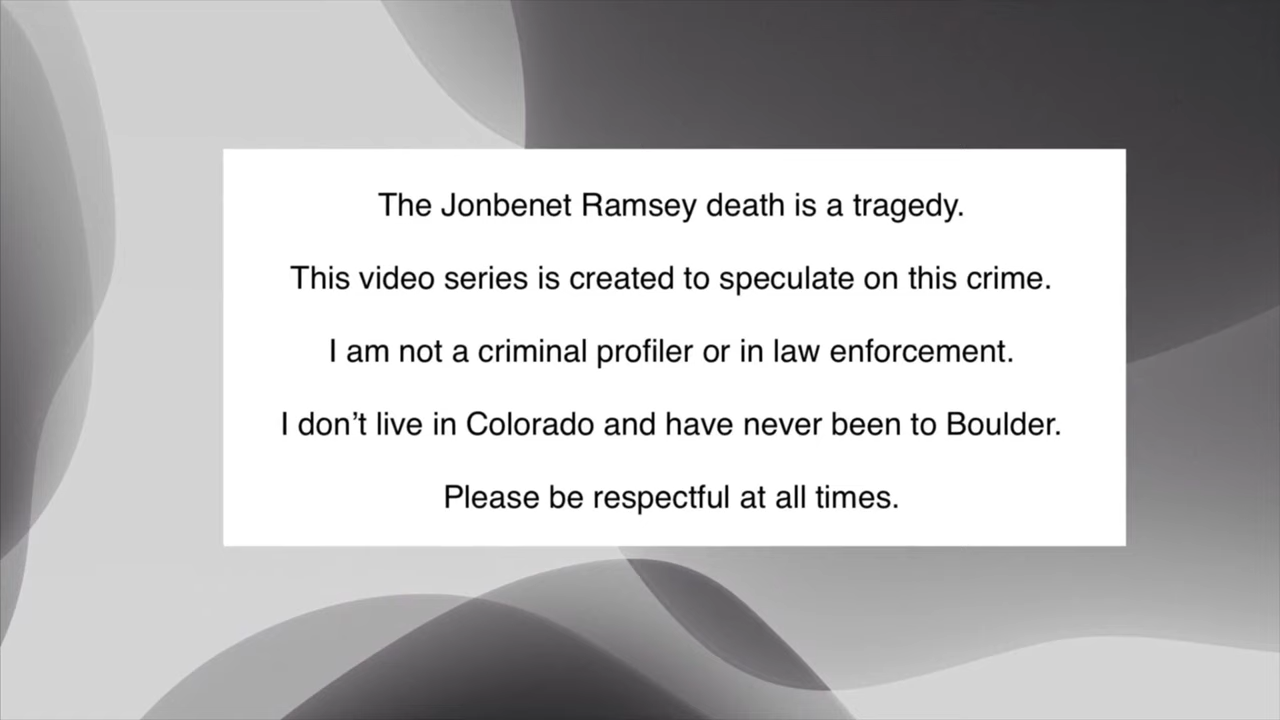 The Jonbenet Ramsey death is a tragedy.
This video series is created to speculate on this crime.
I am not a criminal profiler or in law enforcement.
I don’t live in Colorado and have never been to Boulder.
Please be respectful at all times.